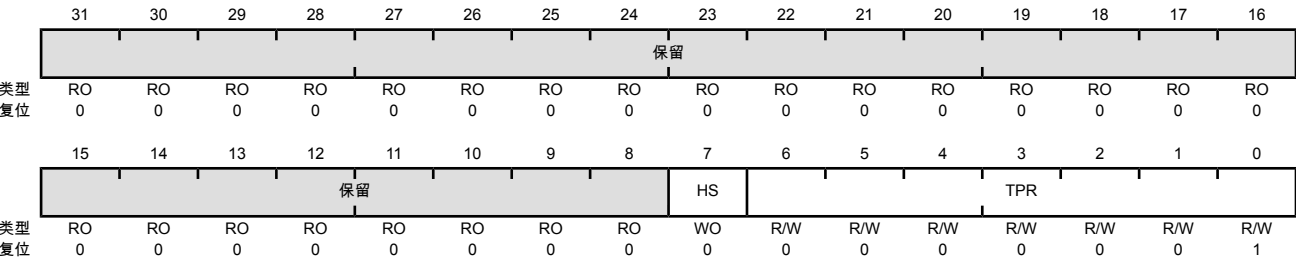 31 30 29 28 27 26 25 24 23 22 21 20 19 18 17 16
保留
类型 RO RO RO RO RO RO RO RO RO RO RO RO RO RO RO RO
复位 0 0 0 0 0 0 0 0 0 0 0 0 0 0 0 0
15 14 13 12 11 10 9 8 7 6 5 4 3 2 1 0
保留 HS TPR
类型 RO RO RO RO RO RO RO RO WO R/W R/W R/W R/W R/W R/W R/W
复位 0 0 0 0 0 0 0 0 0 0 0 0 0 0 0 1